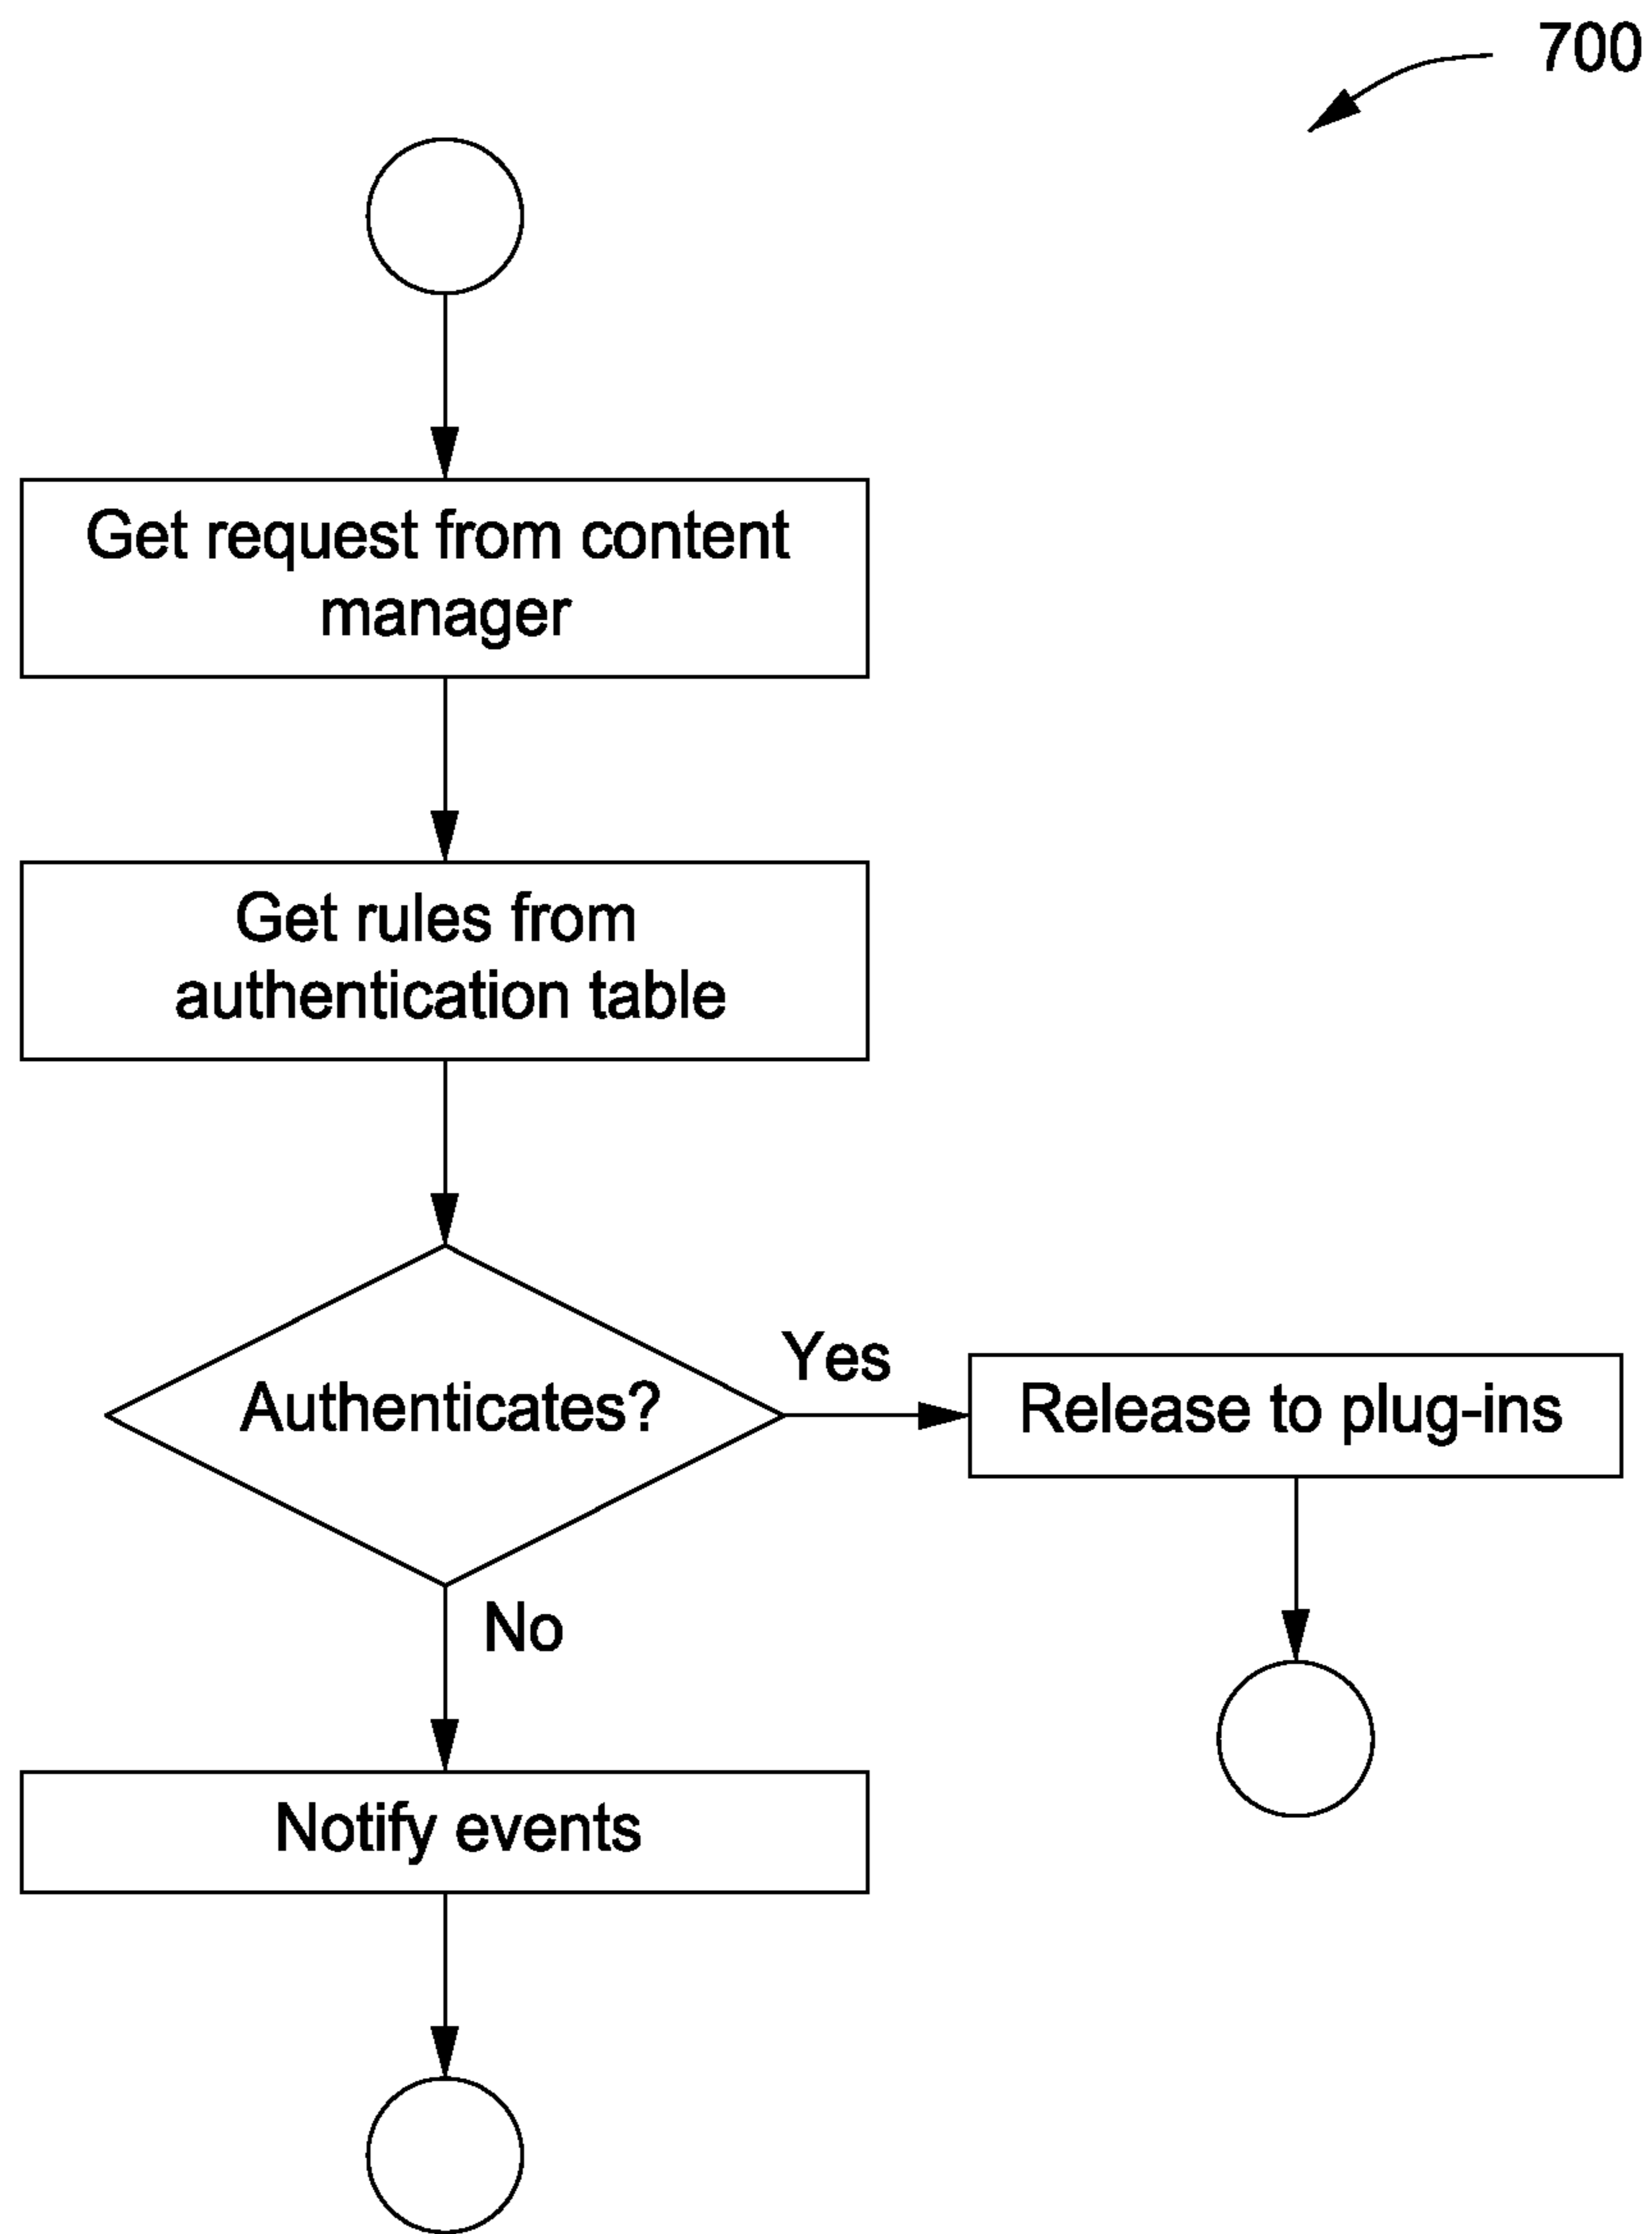 700
Get request from content
manager
Get rules from
authentication table
Authenticates?
Yes
Release to plug-ins
No
Notify events